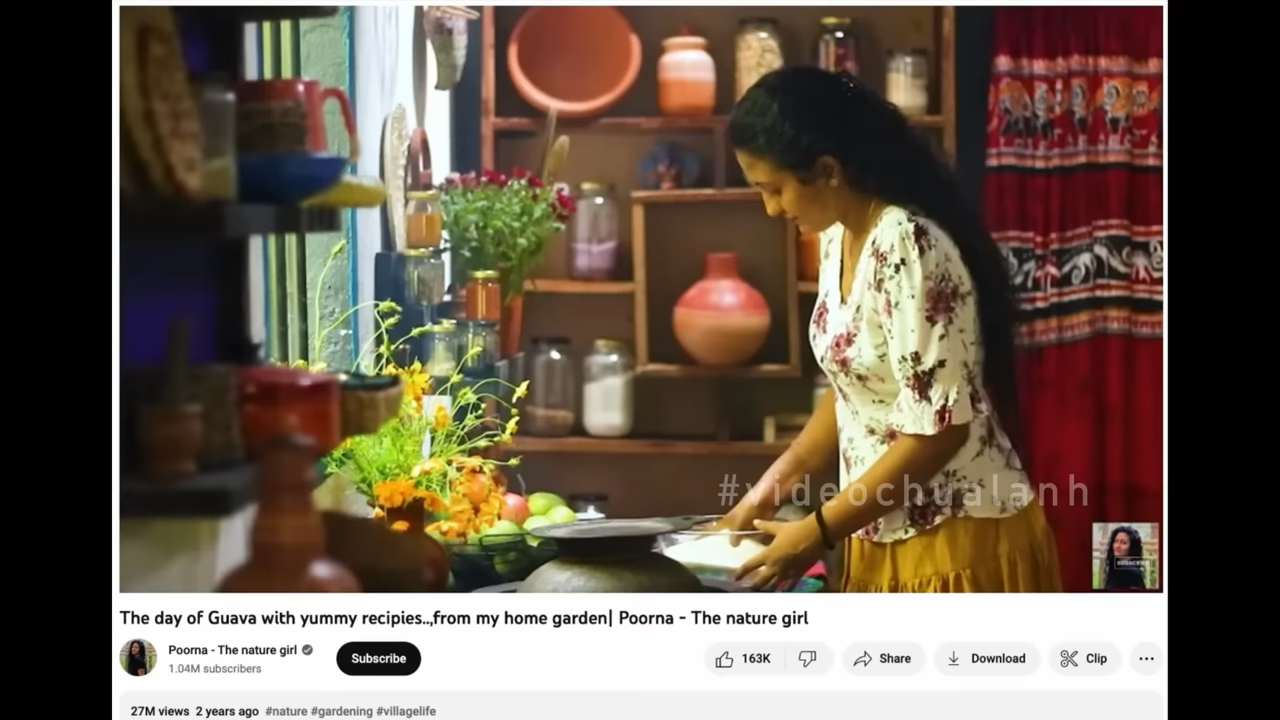 #videochualanh
SUBSCRIBE
The day of Guava with yummy recipies..,from my home garden| Poorna - The nature girl
Poorna - The nature girl
1.04M subscribers
Subscribe
163K
Share
Download
Clip
27M views 2 years ago #nature #gardening #villagelife